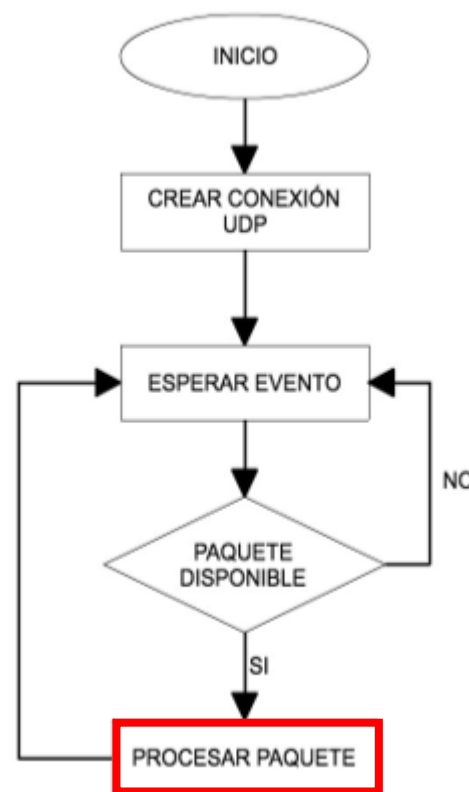 INICIO
CREAR CONEXIÓN
UDP
ESPERAR EVENTO
PAQUETE
DISPONIBLE
NO
SI
PROCESAR PAQUETE